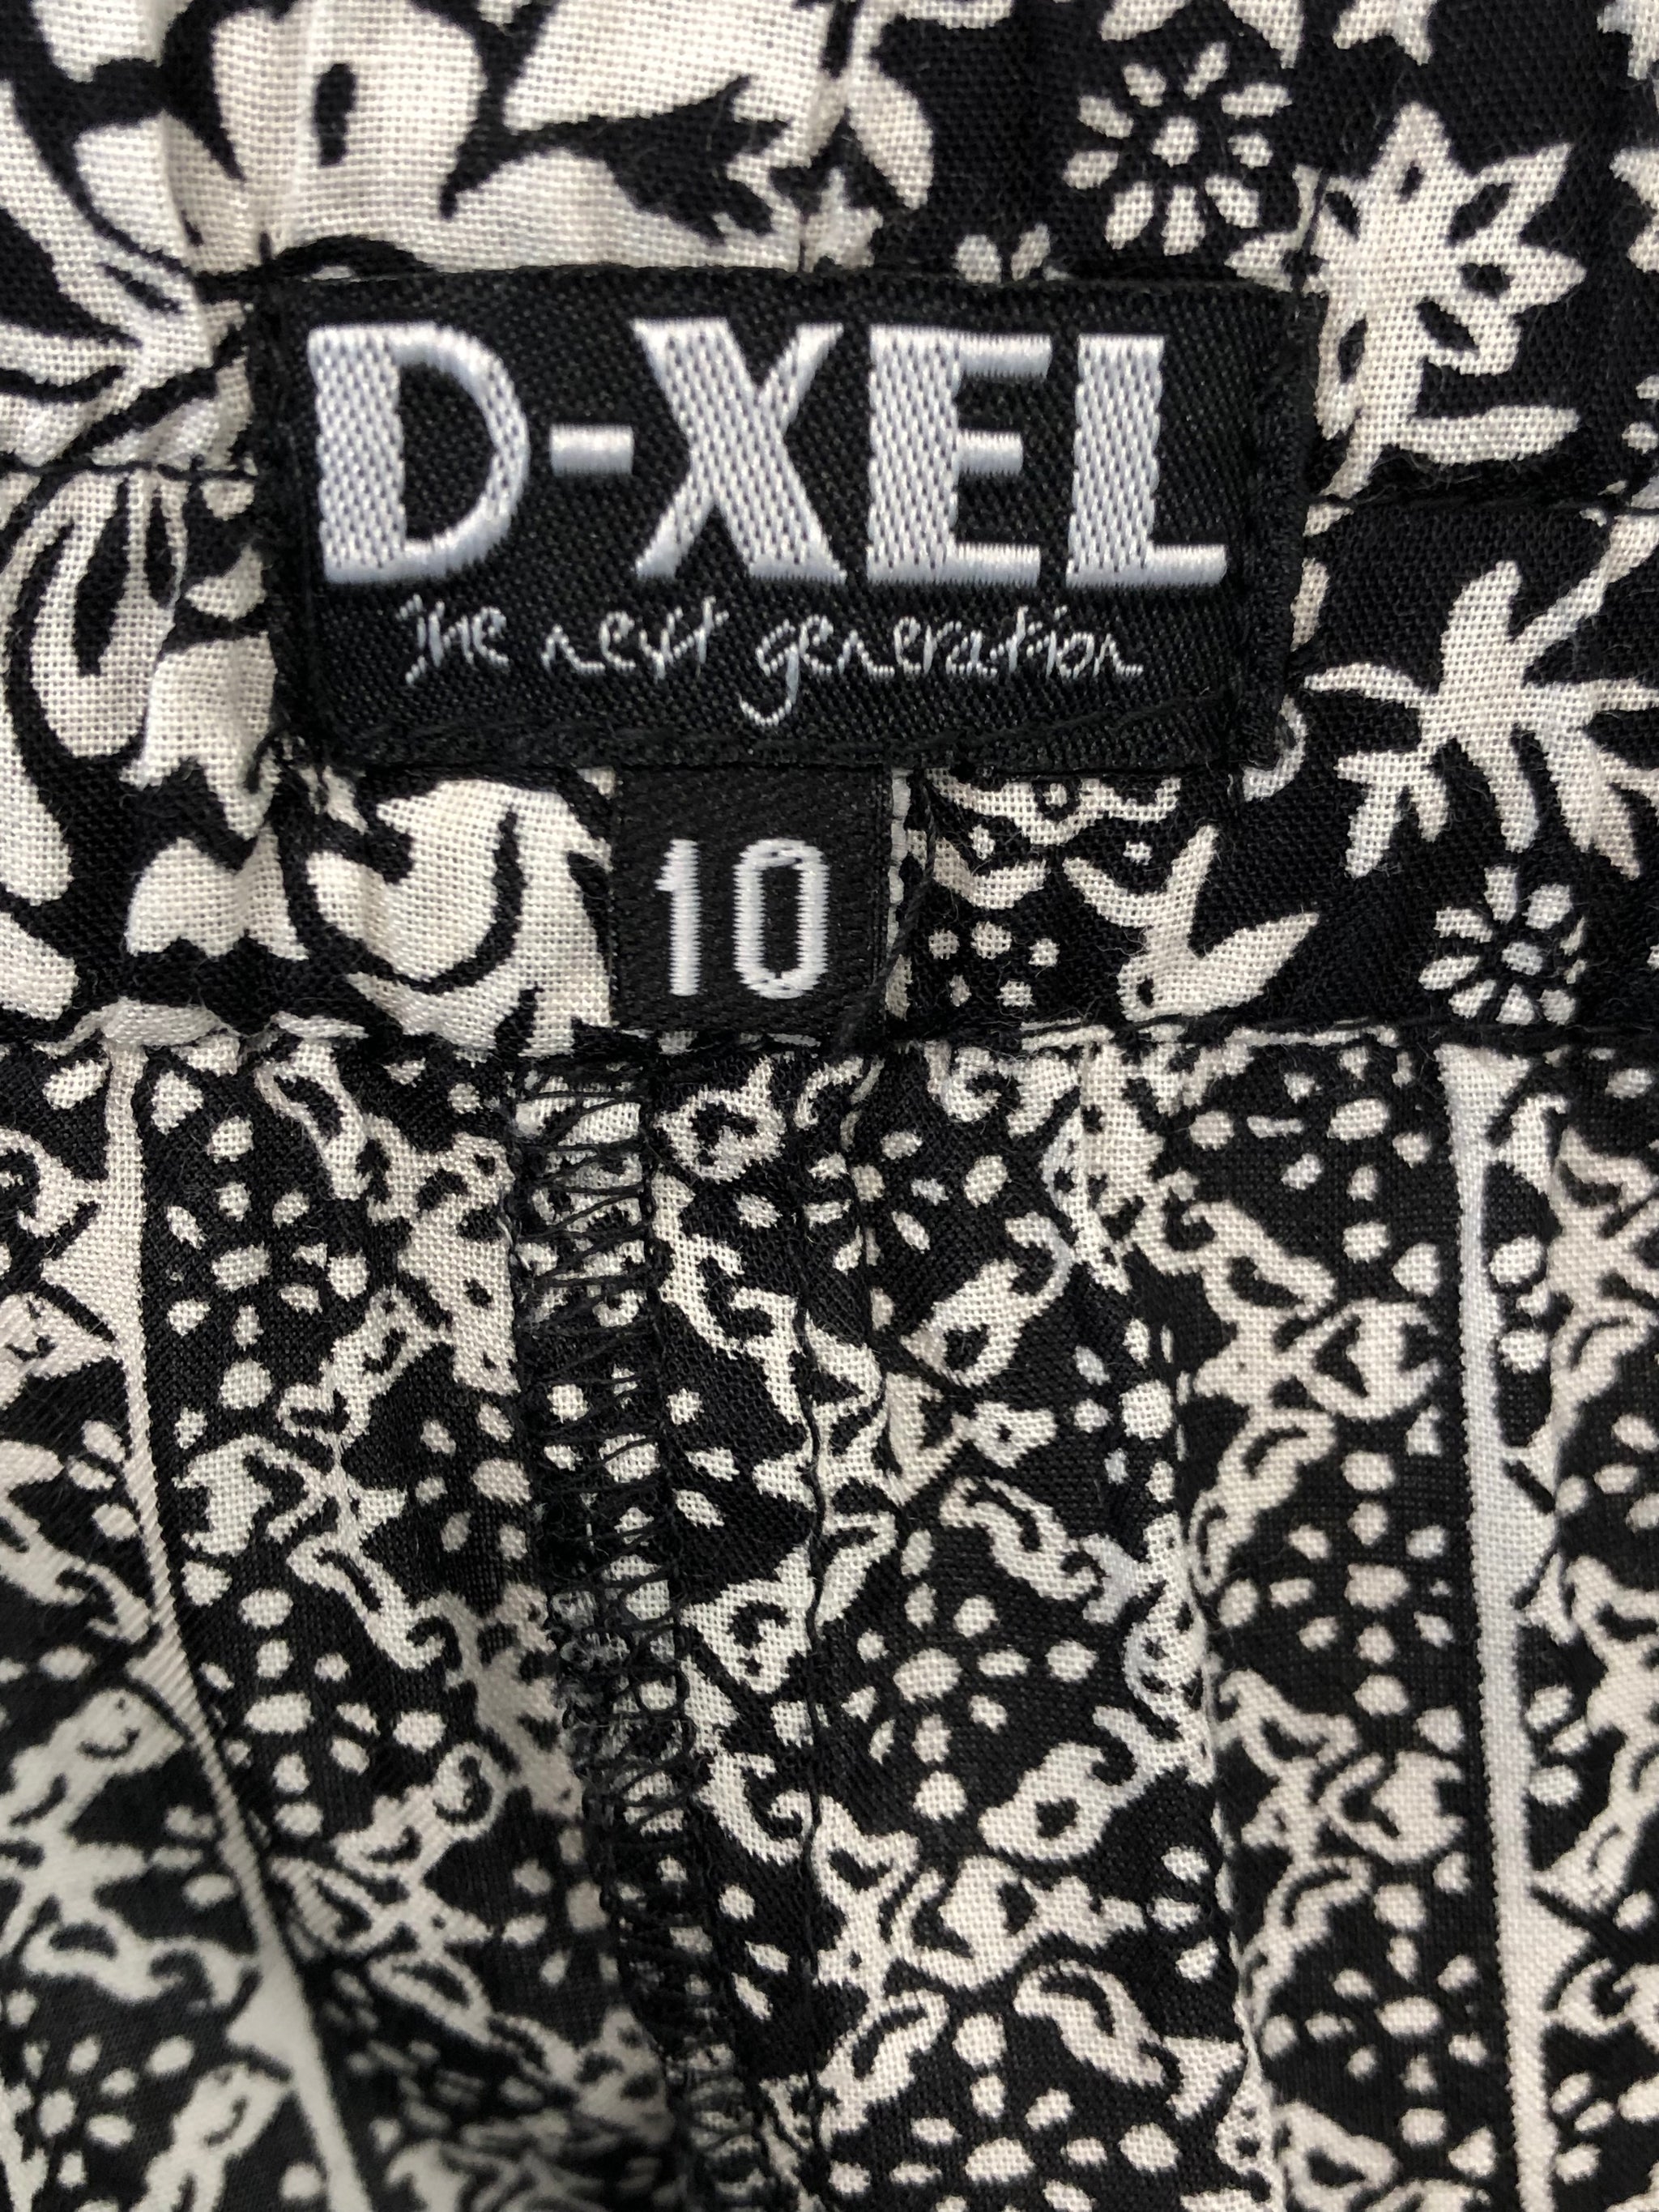 D-XEL
the next generation
10